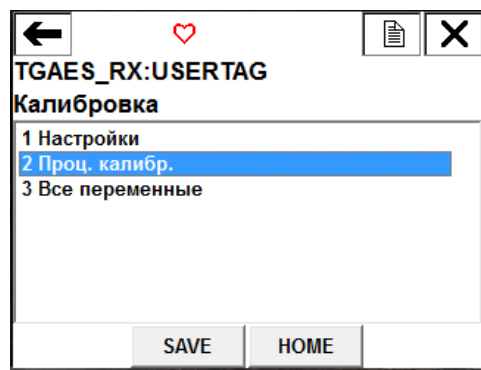 TGAES_RX:USERTAG
Калибровка
1 Настройки
2 Проц. калибр.
3 Все переменные
SAVE HOME